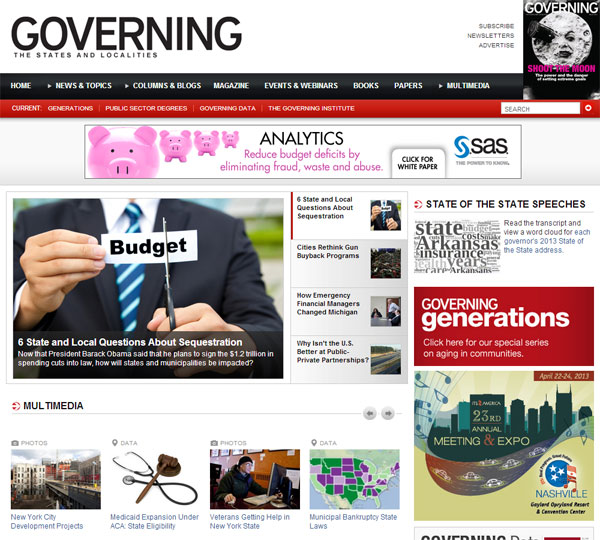 GOVERNING
THE STATES AND LOCALITIES
SUBSCRIBE
NEWSLETTERS
ADVERTISE
GOVERNING
SHOOT THE MOON
The power and the danger
of setting extreme goals
HOME
NEWS & TOPICS
COLUMNS & BLOGS
MAGAZINE
EVENTS & WEBINARS
BOOKS
PAPERS
MULTIMEDIA
CURRENT:
GENERATIONS
PUBLIC SECTOR DEGREES
GOVERNING DATA
THE GOVERNING INSTITUTE
SEARCH
ANALYTICS
Reduce budget deficits by
eliminating fraud, waste and abuse.
CLICK FOR
WHITE PAPER
sas
THE POWER TO KNOW.
Budget
6 State and Local Questions About Sequestration
Now that President Barack Obama said that he plans to sign the $1.2 trillion in
spending cuts into law, how will states and municipalities be impacted?
6 State and Local
Questions About
Sequestration
Budget
Cities Rethink Gun
Buyback Programs
How Emergency
Financial Managers
Changed Michigan
Why Isn't the U.S.
Better at Public-
Private Partnerships?
STATE OF THE STATE SPEECHES
state
budget
costs
make
Arkansas
insurance
health
years
care
Arkansans
Read the transcript and
view a word cloud for each
governor's 2013 State of
the State address.
GOVERNING
generations
Click here for our special series
on aging in communities.
April 22-24, 2013
ITS AMERICA
23RD
ANNUAL
MEETING & EXPO
NASHVILLE
Gaylord Opryland Resort
& Convention Center
MULTIMEDIA
PHOTOS
New York City
Development Projects
DATA
Medicaid Expansion Under
ACA: State Eligibility
PHOTOS
Veterans Getting Help in
New York State
DATA
Municipal Bankruptcy State
Laws
GOVERNING Data